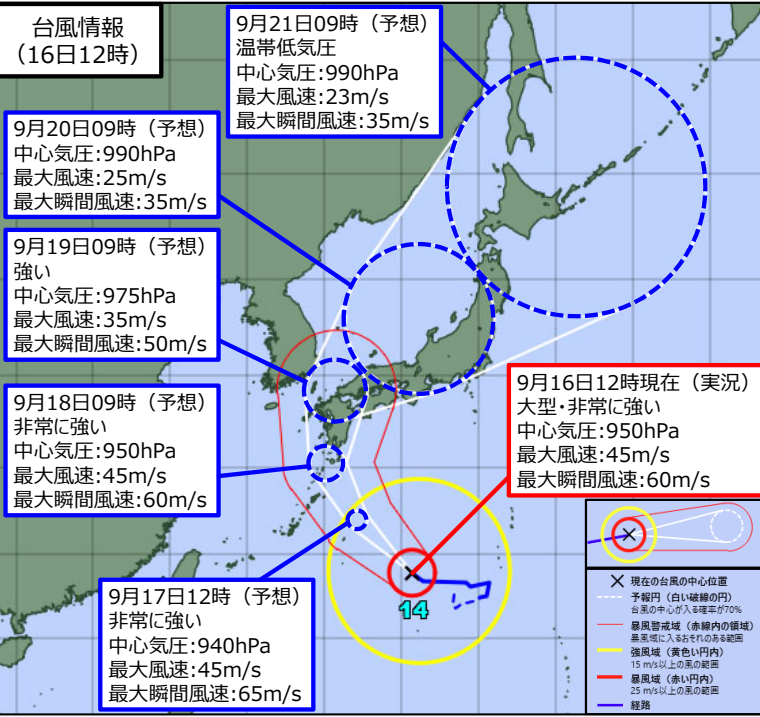 台風情報
（16日12時）
9月21日09時（予想）
温帯低気圧
中心気圧:990hPa
最大風速:23m/s
最大瞬間風速:35m/s
9月20日09時（予想）
中心気圧:990hPa
最大風速:25m/s
最大瞬間風速:35m/s
9月19日09時（予想）
強い
中心気圧:975hPa
最大風速:35m/s
最大瞬間風速:50m/s
9月18日09時（予想）
非常に強い
中心気圧:950hPa
最大風速:45m/s
最大瞬間風速:60m/s
9月16日12時現在（実況）
大型･非常に強い
中心気圧:950hPa
最大風速:45m/s
最大瞬間風速:60m/s
9月17日12時（予想）
非常に強い
中心気圧:940hPa
最大風速:45m/s
最大瞬間風速:65m/s
14
現在の台風の中心位置
予報円（白い破線の円）
台風の中心が入る確率が70%
暴風警戒域（赤線内の領域）
暴風域に入るおそれのある範囲
強風域（黄色い円内）
15 m/s以上の風の範囲
暴風域（赤い円内）
25 m/s以上の風の範囲
経路